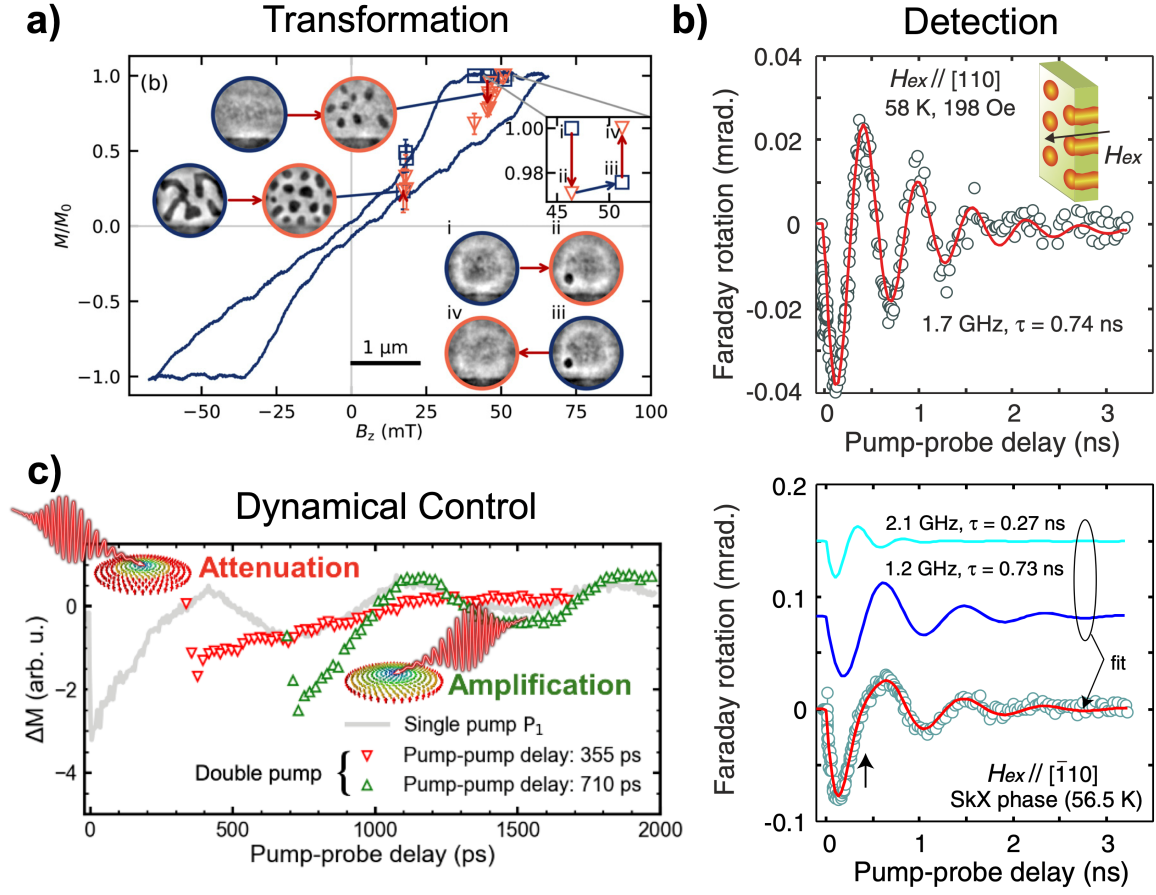 a)
Transformation
(b)
1.0
0.5
0.0
−0.5
−1.0
M/M₀
−50
−25
0
25
50
75
100
B_z (mT)
1.00
0.98
45
50
i
ii
iii
iv
i
ii
iv
iii
1 μm
b)
Detection
0.04
0.02
0
-0.02
-0.04
Faraday rotation (mrad.)
H_ex // [110]
58 K, 198 Oe
H_ex
1.7 GHz, τ = 0.74 ns
0
1
2
3
Pump-probe delay (ns)
0.2
0.1
0
-0.1
Faraday rotation (mrad.)
2.1 GHz, τ = 0.27 ns
1.2 GHz, τ = 0.73 ns
fit
H_ex // [1̄10]
SkX phase (56.5 K)
0
1
2
3
Pump-probe delay (ns)
c)
Dynamical Control
Attenuation
Amplification
0
−2
−4
ΔM (arb. u.)
Single pump P₁
Double pump {
Pump-pump delay: 355 ps
Pump-pump delay: 710 ps
0
500
1000
1500
2000
Pump-probe delay (ps)